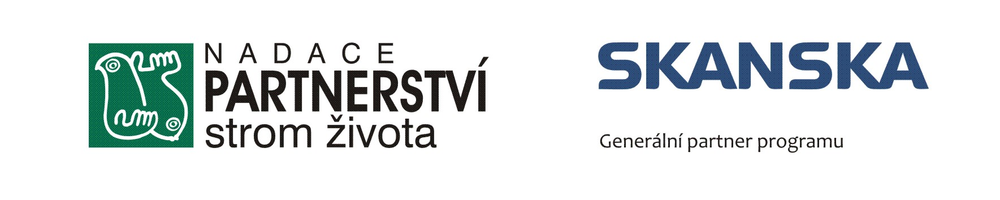 NADACE
PARTNERSTVÍ
strom života
SKANSKA
Generální partner programu